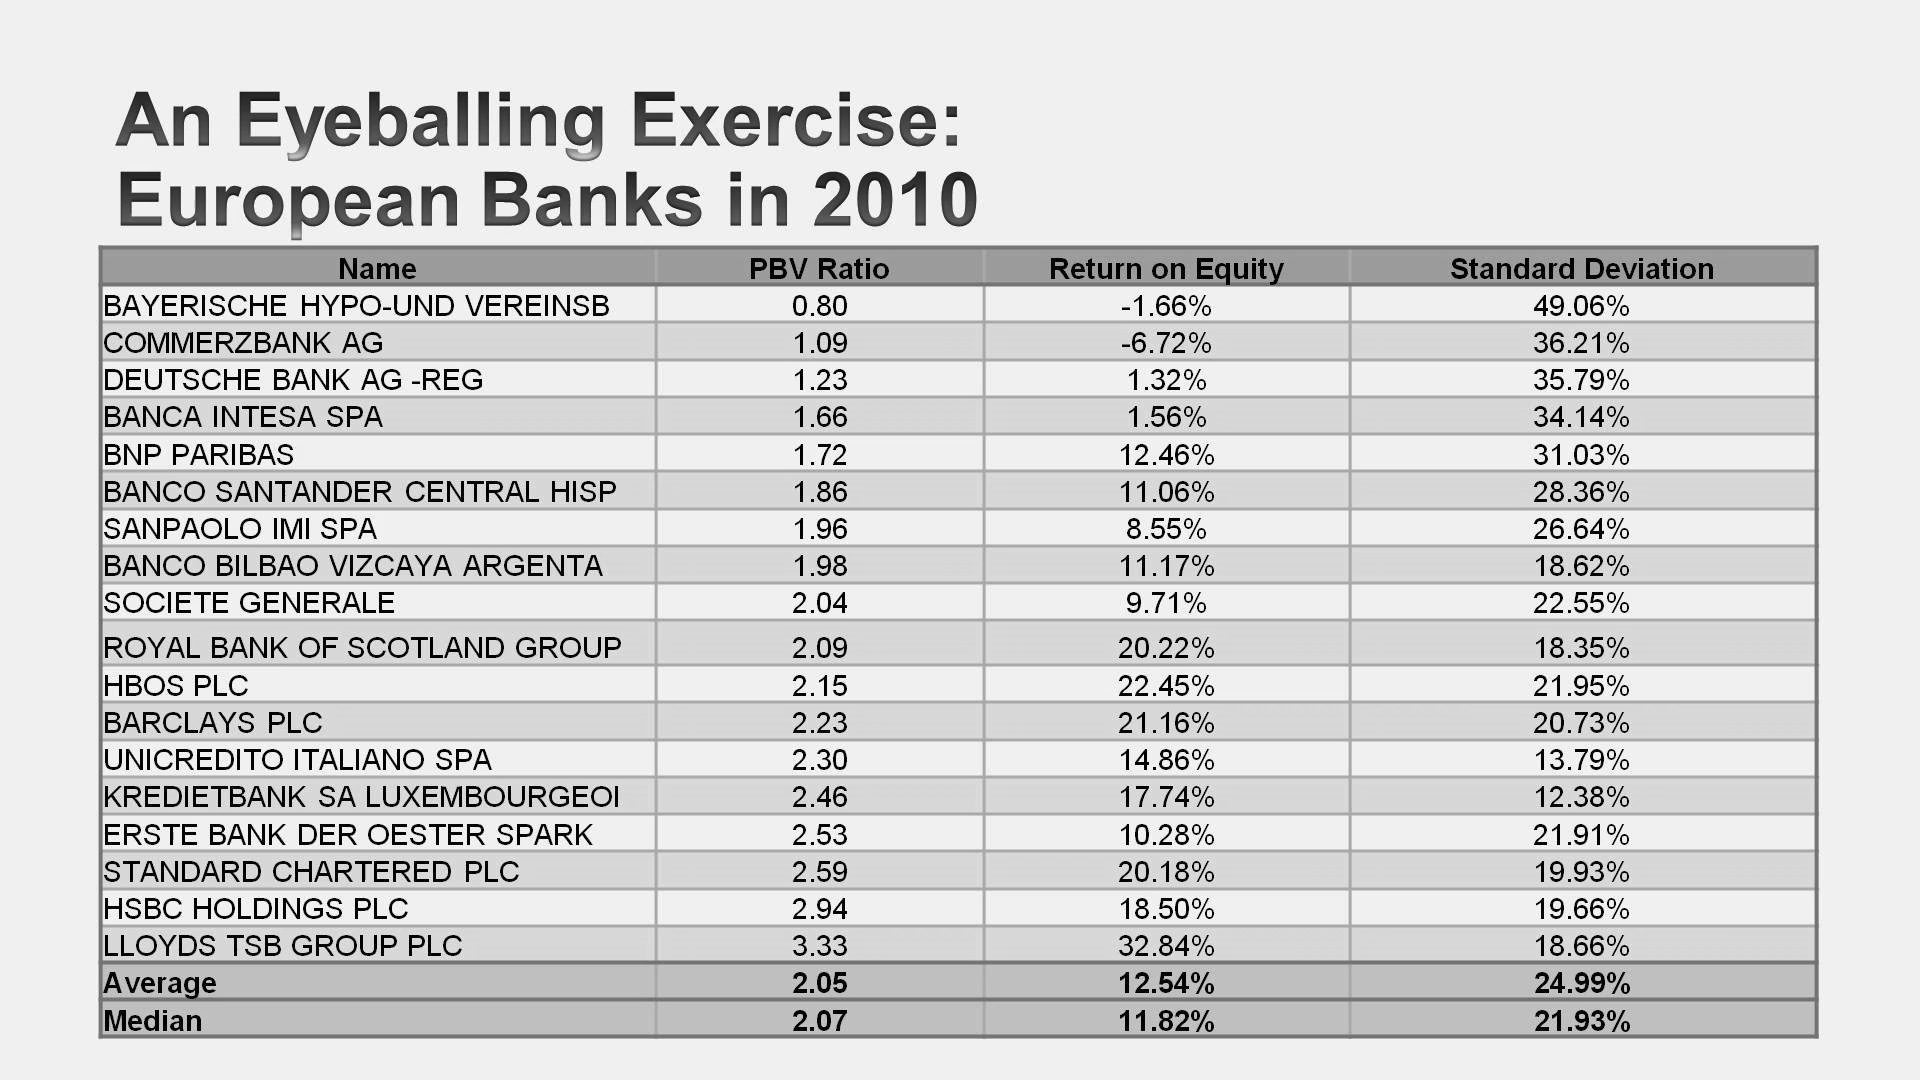 An Eyeballing Exercise:
European Banks in 2010
Name PBV Ratio Return on Equity Standard Deviation
BAYERISCHE HYPO-UND VEREINSB 0.80 -1.66% 49.06%
COMMERZBANK AG 1.09 -6.72% 36.21%
DEUTSCHE BANK AG -REG 1.23 1.32% 35.79%
BANCA INTESA SPA 1.66 1.56% 34.14%
BNP PARIBAS 1.72 12.46% 31.03%
BANCO SANTANDER CENTRAL HISP 1.86 11.06% 28.36%
SANPAOLO IMI SPA 1.96 8.55% 26.64%
BANCO BILBAO VIZCAYA ARGENTA 1.98 11.17% 18.62%
SOCIETE GENERALE 2.04 9.71% 22.55%
ROYAL BANK OF SCOTLAND GROUP 2.09 20.22% 18.35%
HBOS PLC 2.15 22.45% 21.95%
BARCLAYS PLC 2.23 21.16% 20.73%
UNICREDITO ITALIANO SPA 2.30 14.86% 13.79%
KREDIETBANK SA LUXEMBOURGEOI 2.46 17.74% 12.38%
ERSTE BANK DER OESTER SPARK 2.53 10.28% 21.91%
STANDARD CHARTERED PLC 2.59 20.18% 19.93%
HSBC HOLDINGS PLC 2.94 18.50% 19.66%
LLOYDS TSB GROUP PLC 3.33 32.84% 18.66%
Average 2.05 12.54% 24.99%
Median 2.07 11.82% 21.93%